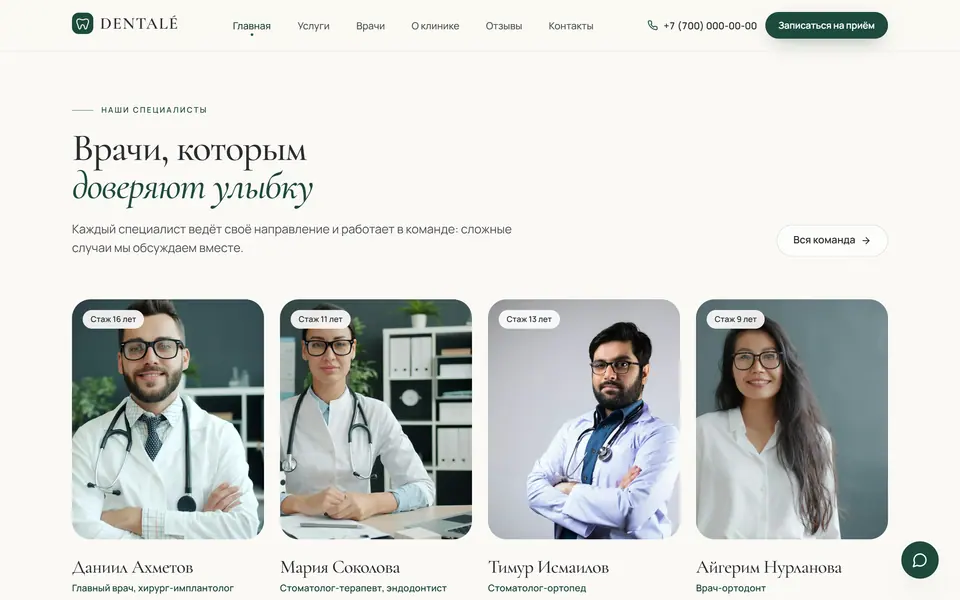 DENTALÉ
Главная
Услуги
Врачи
О клинике
Отзывы
Контакты
+7 (700) 000-00-00
Записаться на приём
НАШИ СПЕЦИАЛИСТЫ
Врачи, которым
доверяют улыбку
Каждый специалист ведёт своё направление и работает в команде: сложные
случаи мы обсуждаем вместе.
Вся команда
Стаж 16 лет
Стаж 11 лет
Стаж 13 лет
Стаж 9 лет
Даниил Ахметов
Главный врач, хирург-имплантолог
Мария Соколова
Стоматолог-терапевт, эндодонтист
Тимур Исмаилов
Стоматолог-ортопед
Айгерим Нурланова
Врач-ортодонт